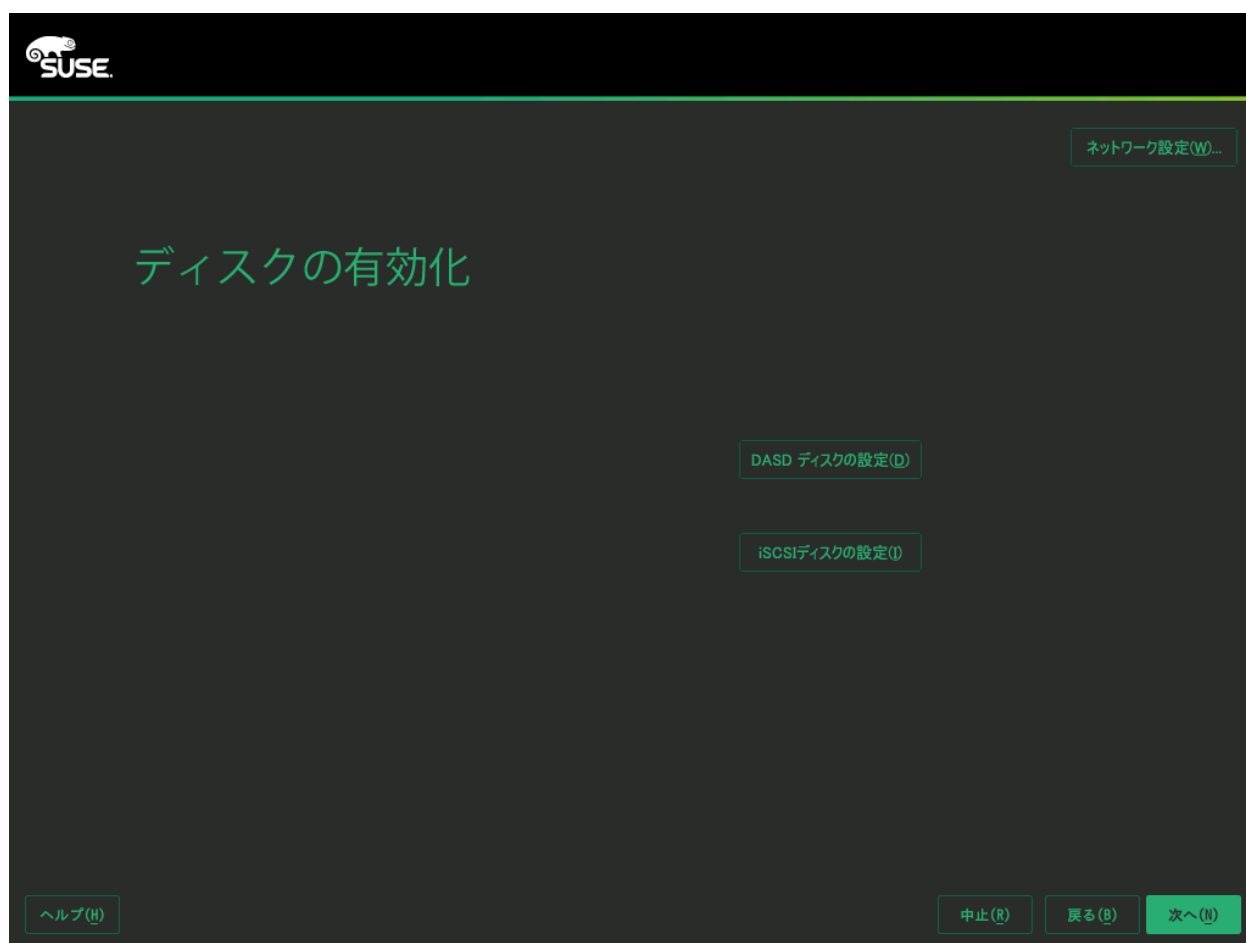 SUSE.
ネットワーク設定(W)...
ディスクの有効化
DASD ディスクの設定(D)
iSCSIディスクの設定(I)
ヘルプ(H)
中止(R)
戻る(B)
次へ(N)